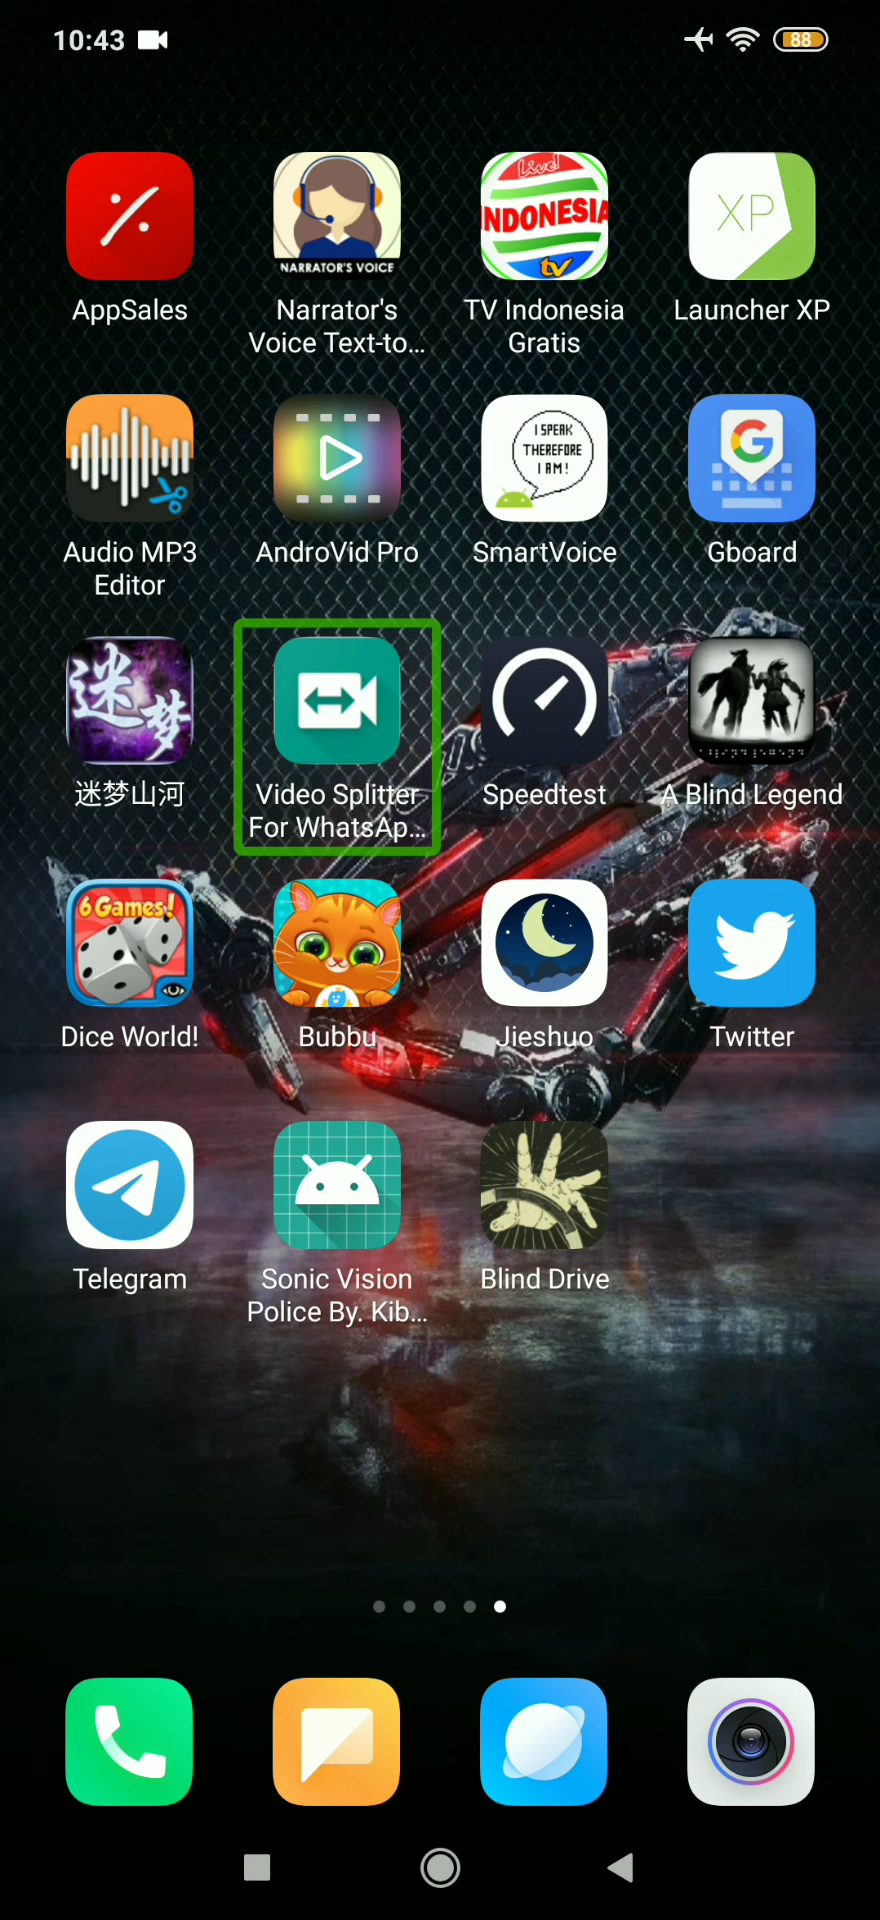 10:43
88
Live!
INDONESIA
tv
XP
NARRATOR'S VOICE
AppSales
Narrator's
Voice Text-to...
TV Indonesia
Gratis
Launcher XP
I SPEAK
THEREFORE
I AM!
G
Audio MP3
Editor
AndroVid Pro
SmartVoice
Gboard
迷梦
迷梦山河
Video Splitter
For WhatsAp...
Speedtest
A Blind Legend
6 Games!
Dice World!
Bubbu
Jieshuo
Twitter
Telegram
Sonic Vision
Police By. Kib...
Blind Drive